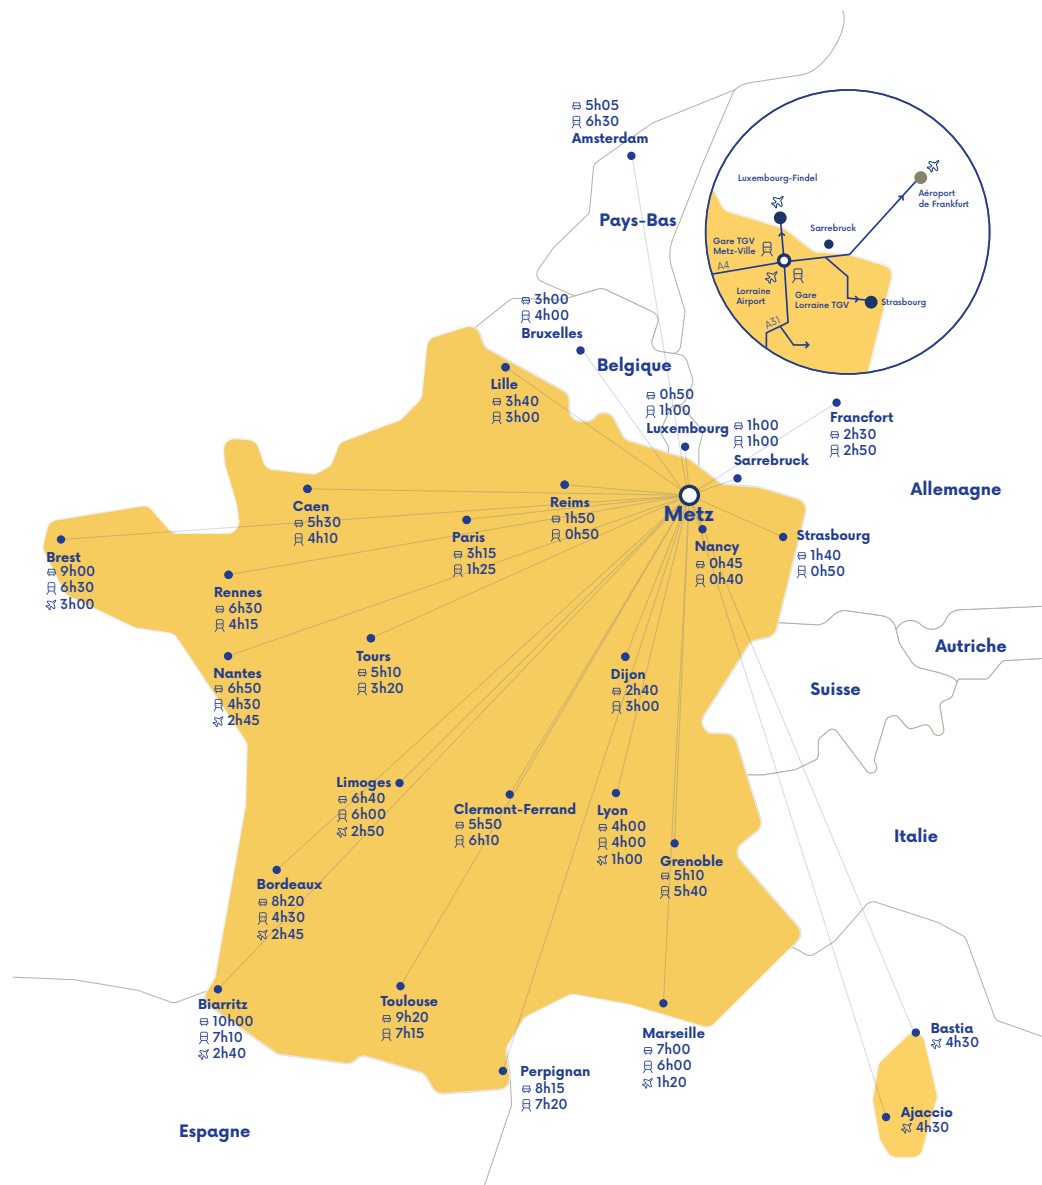 5h05
6h30
Amsterdam
Pays-Bas
Luxembourg-Findel
Aéroport
de Frankfurt
Sarrebruck
Gare TGV
Metz-Ville
A4
Lorraine
Airport
Gare
Lorraine TGV
Strasbourg
A31
3h00
4h00
Bruxelles
Belgique
Lille
3h40
3h00
0h50
1h00
Luxembourg
1h00
1h00
Sarrebruck
Francfort
2h30
2h50
Allemagne
Metz
Caen
5h30
4h10
Reims
1h50
0h50
Paris
3h15
1h25
Nancy
0h45
0h40
Strasbourg
1h40
0h50
Brest
9h00
6h30
3h00
Rennes
6h30
4h15
Nantes
6h50
4h30
2h45
Tours
5h10
3h20
Dijon
2h40
3h00
Autriche
Suisse
Limoges
6h40
6h00
2h50
Clermont-Ferrand
5h50
6h10
Lyon
4h00
4h00
1h00
Grenoble
5h10
5h40
Italie
Bordeaux
8h20
4h30
2h45
Biarritz
10h00
7h10
2h40
Toulouse
9h20
7h15
Marseille
7h00
6h00
1h20
Perpignan
8h15
7h20
Bastia
4h30
Ajaccio
4h30
Espagne